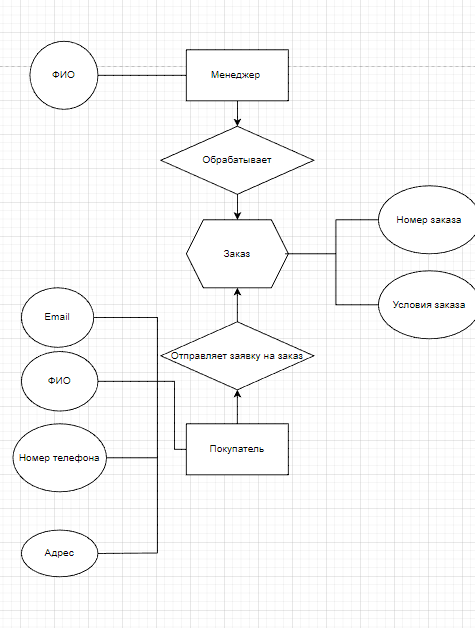 ФИО
Менеджер
Обрабатывает
Номер заказа
Заказ
Условия заказа
Email
Отправляет заявку на заказ
ФИО
Покупатель
Номер телефона
Адрес